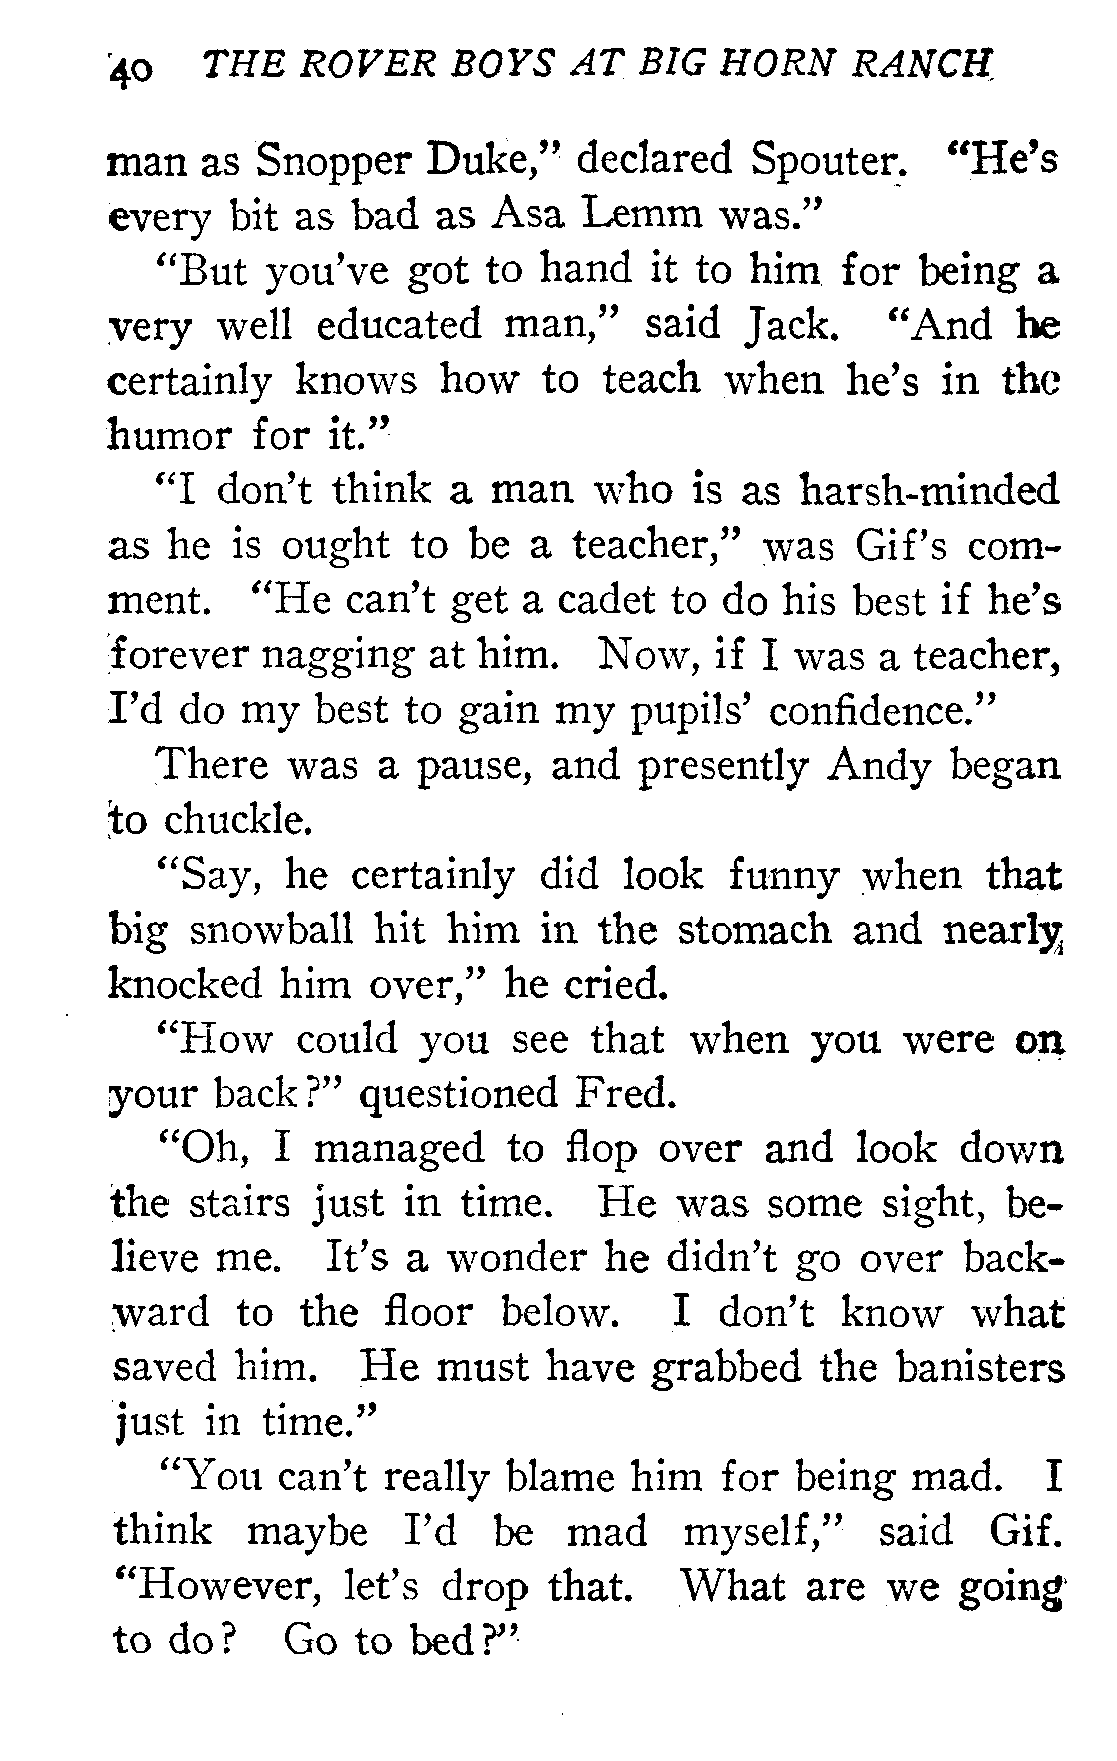 40 THE ROVER BOYS AT BIG HORN RANCH
man as Snopper Duke,” declared Spouter. “He’s
every bit as bad as Asa Lemm was.”
“But you’ve got to hand it to him for being a
very well educated man,” said Jack. “And he
certainly knows how to teach when he’s in the
humor for it.”
“I don’t think a man who is as harsh-minded
as he is ought to be a teacher,” was Gif’s com-
ment. “He can’t get a cadet to do his best if he’s
forever nagging at him. Now, if I was a teacher,
I’d do my best to gain my pupils’ confidence.”
There was a pause, and presently Andy began
to chuckle.
“Say, he certainly did look funny when that
big snowball hit him in the stomach and nearly
knocked him over,” he cried.
“How could you see that when you were on
your back?” questioned Fred.
“Oh, I managed to flop over and look down
the stairs just in time. He was some sight, be-
lieve me. It’s a wonder he didn’t go over back-
ward to the floor below. I don’t know what
saved him. He must have grabbed the banisters
just in time.”
“You can’t really blame him for being mad. I
think maybe I’d be mad myself,” said Gif.
“However, let’s drop that. What are we going
to do? Go to bed?”